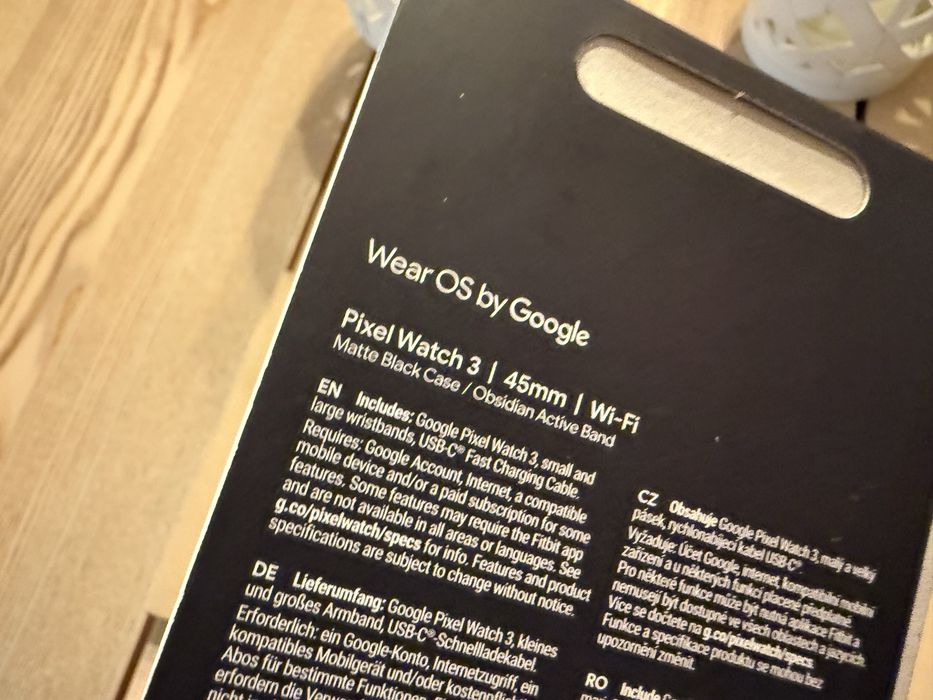 Wear OS by Google
Pixel Watch 3 | 45mm | Wi-Fi
Matte Black Case / Obsidian Active Band
EN Includes: Google Pixel Watch 3, small and
large wristbands, USB-C® Fast Charging Cable.
Requires: Google Account, Internet, a compatible
mobile device and/or a paid subscription for some
features. Some features may require the Fitbit app
and are not available in all areas or languages. See
g.co/pixelwatch/specs for info. Features and product
specifications are subject to change without notice.
DE Lieferumfang: Google Pixel Watch 3, kleines
und großes Armband, USB-C®-Schnellladekabel.
Erforderlich: ein Google-Konto, Internetzugriff, ein
kompatibles Mobilgerät und/oder kostenpflichtige
Abos für bestimmte Funktionen.
erfordern die
nicht
CZ Obsahuje Google Pixel Watch 3, malý a velký
pásek, rychlonabíjecí kabel USB-C®
Vyžaduje: Účet Google, internet, kompatibilní mobilní
zařízení a u některých funkcí placené předplatné.
Pro některé funkce může být nutná aplikace Fitbit a
nemusejí být dostupné ve všech oblastech a jazycích.
Více se dočtete na g.co/pixelwatch/specs
Funkce a specifikace produktu se mohou bez
upozornění změnit.
RO Include